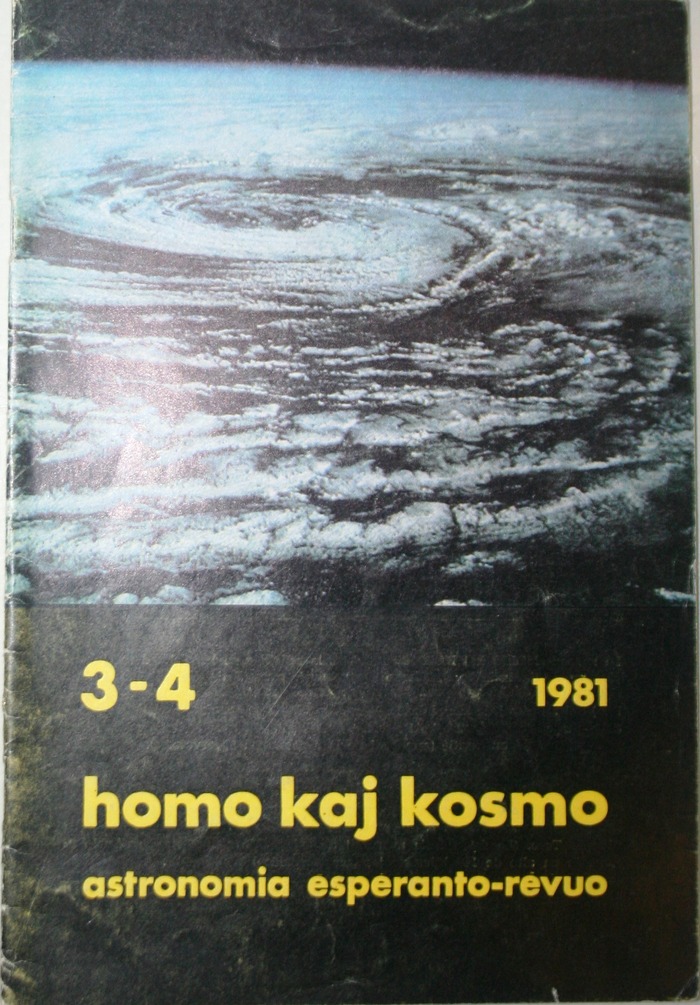 3-4 1981
homo kaj kosmo
astronomia esperanto-revuo